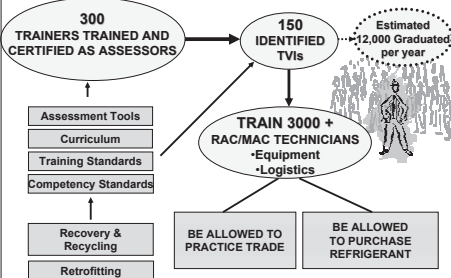 300
TRAINERS TRAINED AND
CERTIFIED AS ASSESSORS
150
IDENTIFIED
TVIs
Estimated
12,000 Graduated
per year
Assessment Tools
Curriculum
Training Standards
Competency Standards
TRAIN 3000 +
RAC/MAC TECHNICIANS
•Equipment
•Logistics
Recovery &
Recycling
Retrofitting
BE ALLOWED TO
PRACTICE TRADE
BE ALLOWED
TO PURCHASE
REFRIGERANT